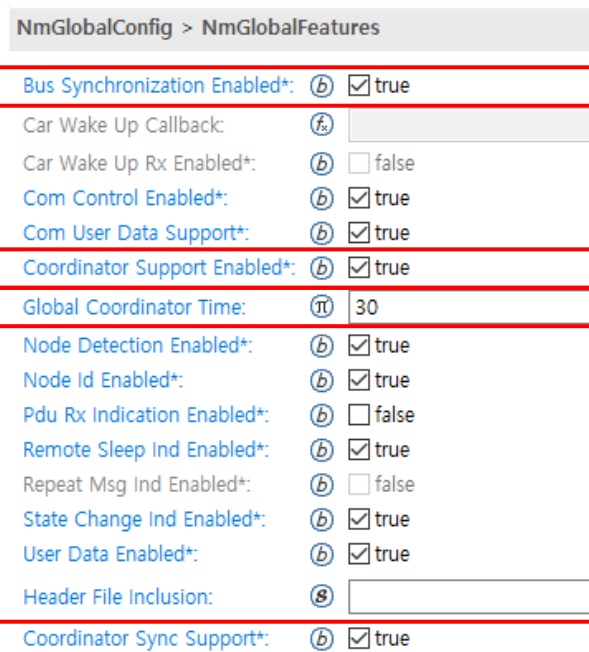 NmGlobalConfig > NmGlobalFeatures
Bus Synchronization Enabled*: b true
Car Wake Up Callback: fx
Car Wake Up Rx Enabled*: b false
Com Control Enabled*: b true
Com User Data Support*: b true
Coordinator Support Enabled*: b true
Global Coordinator Time: π 30
Node Detection Enabled*: b true
Node Id Enabled*: b true
Pdu Rx Indication Enabled*: b false
Remote Sleep Ind Enabled*: b true
Repeat Msg Ind Enabled*: b false
State Change Ind Enabled*: b true
User Data Enabled*: b true
Header File Inclusion: s
Coordinator Sync Support*: b true